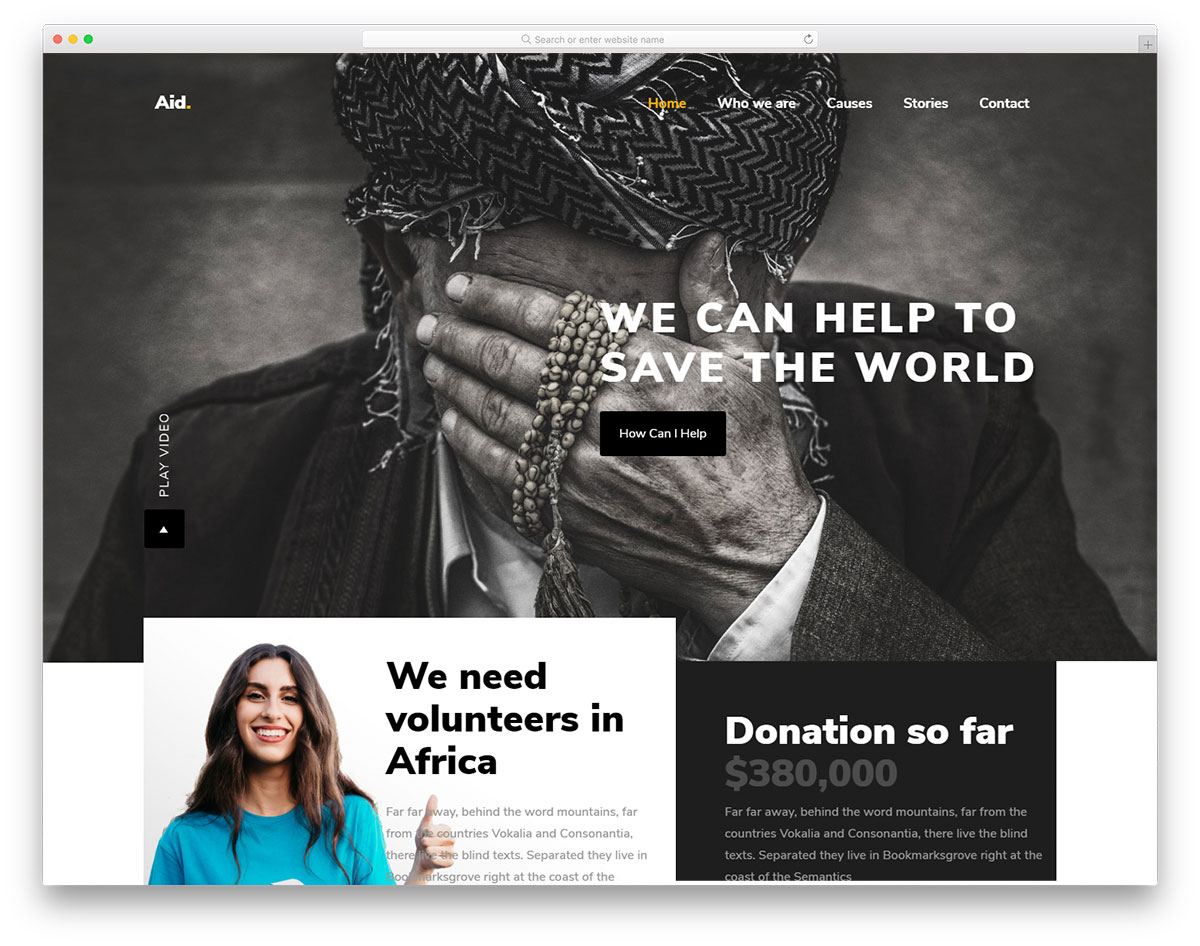 Search or enter website name
Aid.
Home Who we are Causes Stories Contact
WE CAN HELP TO
SAVE THE WORLD
How Can I Help
PLAY VIDEO
We need
volunteers in
Africa
Far far away, behind the word mountains, far
from the countries Vokalia and Consonantia,
there live the blind texts. Separated they live in
Bookmarksgrove right at the coast of the
Donation so far
$380,000
Far far away, behind the word mountains, far from the
countries Vokalia and Consonantia, there live the blind
texts. Separated they live in Bookmarksgrove right at the
coast of the Semantics